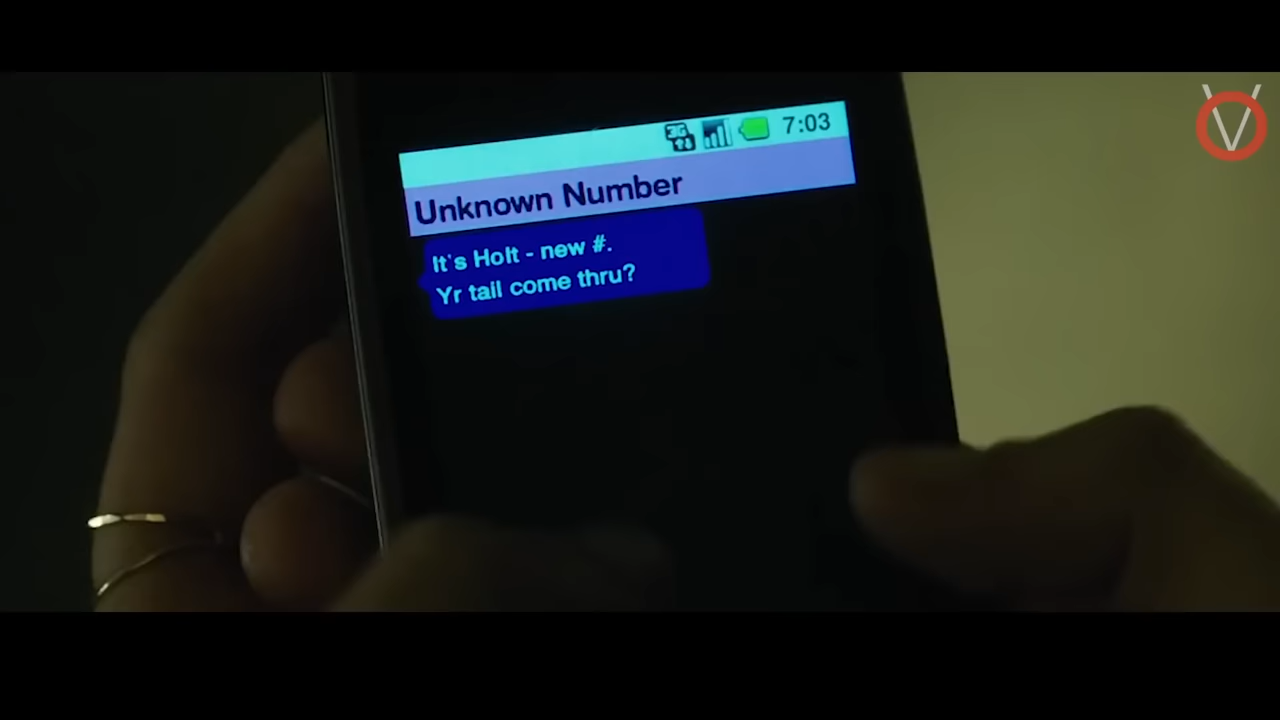 7:03
Unknown Number
It's Holt - new #.
Yr tail come thru?